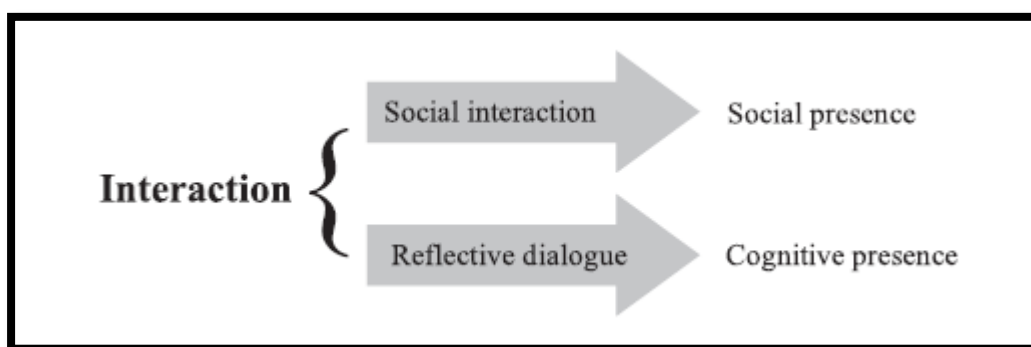 Social interaction
Social presence
Interaction
Reflective dialogue
Cognitive presence